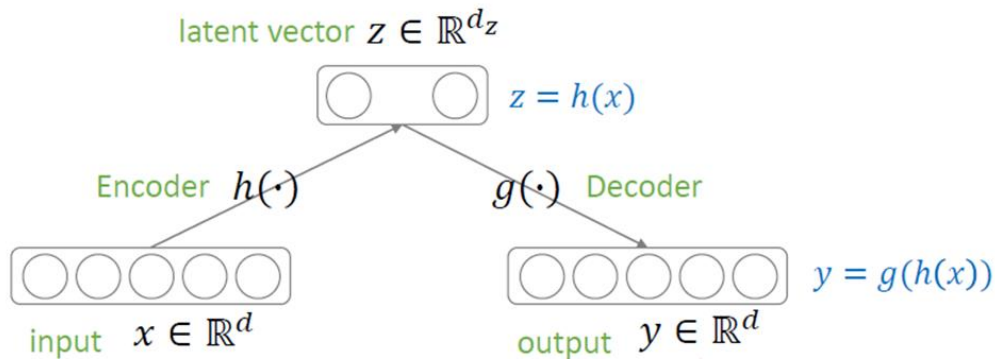 latent vector z ∈ ℝ^{d_z}
z = h(x)
Encoder h(·)
g(·) Decoder
y = g(h(x))
input x ∈ ℝ^d
output y ∈ ℝ^d